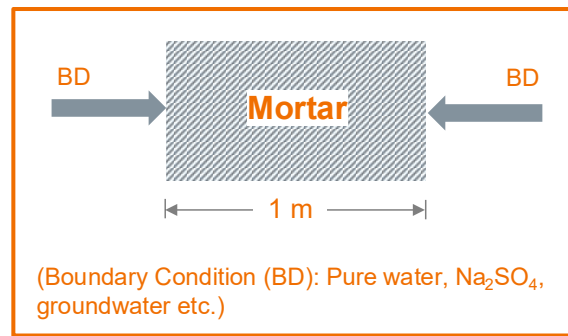 BD
BD
Mortar
1 m
(Boundary Condition (BD): Pure water, Na₂SO₄,
groundwater etc.)